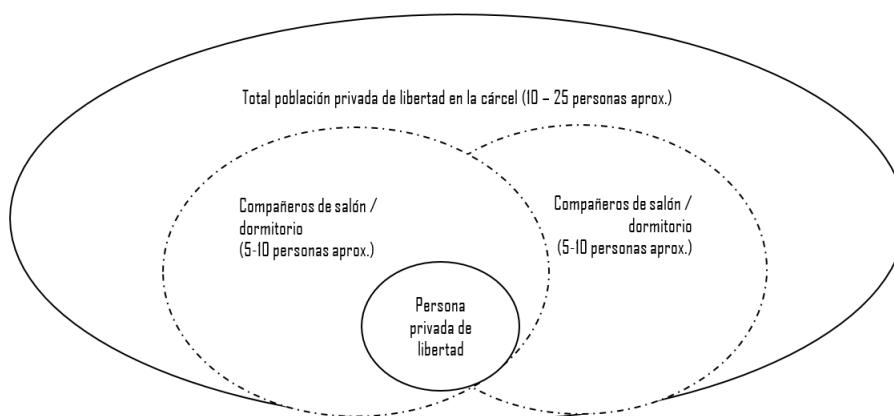 Total población privada de libertad en la cárcel (10 – 25 personas aprox.)
Compañeros de salón /
dormitorio
(5-10 personas aprox.)
Compañeros de salón /
dormitorio
(5-10 personas aprox.)
Persona
privada de
libertad